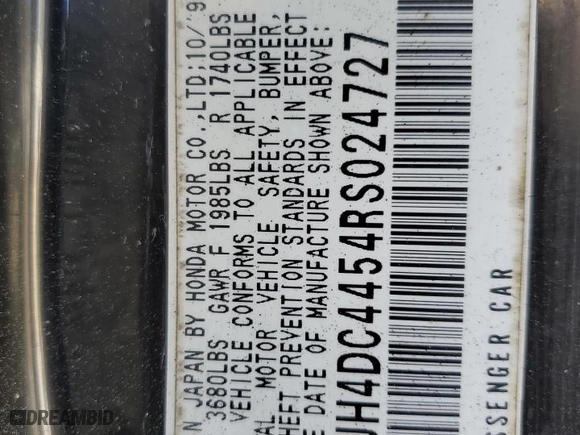 N JAPAN BY HONDA MOTOR CO.,LTD;10/'9
3680LBS GAWR F 1985LBS R 1740LBS
VEHICLE CONFORMS TO ALL APPLICABLE
AL MOTOR VEHICLE SAFETY, BUMPER,
HEFT PREVENTION STANDARDS IN EFFECT
E DATE OF MANUFACTURE SHOWN ABOVE:
JH4DC4454RS024727
SSENGER CAR
DREAMBID